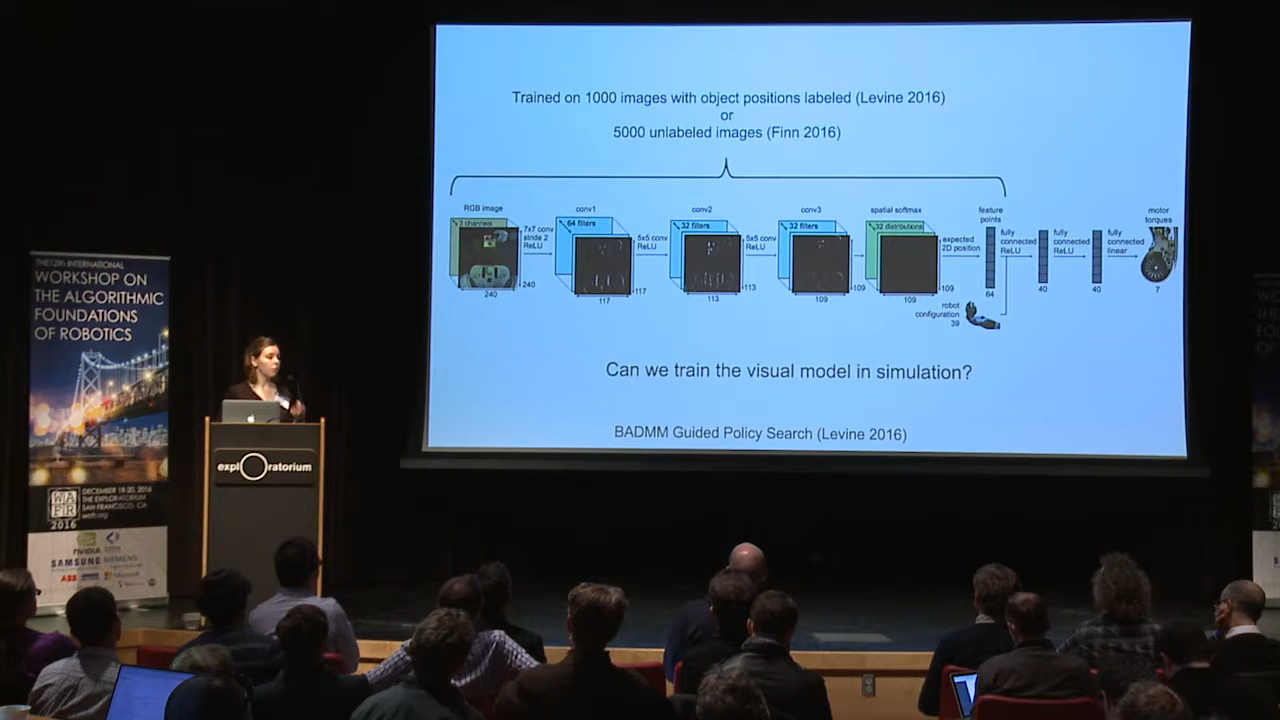 Trained on 1000 images with object positions labeled (Levine 2016)
or
5000 unlabeled images (Finn 2016)
RGB image
conv1
conv2
conv3
spatial softmax
feature
points
motor
torques
3 channels
64 filters
32 filters
32 filters
32 distributions
7x7 conv
stride 2
ReLU
5x5 conv
ReLU
5x5 conv
ReLU
expected
2D position
fully
connected
ReLU
fully
connected
ReLU
fully
connected
linear
240
240
117
117
113
113
109
109
109
109
64
40
40
7
robot
configuration
39
Can we train the visual model in simulation?
BADMM Guided Policy Search (Levine 2016)
THE 12th INTERNATIONAL
WORKSHOP ON
THE ALGORITHMIC
FOUNDATIONS
OF ROBOTICS
WAFR
2016
DECEMBER 18-20, 2016
THE EXPLORATORIUM
SAN FRANCISCO, CA
wafr.org
NVIDIA
SAMSUNG SIEMENS
ABB
Microsoft
explOratorium